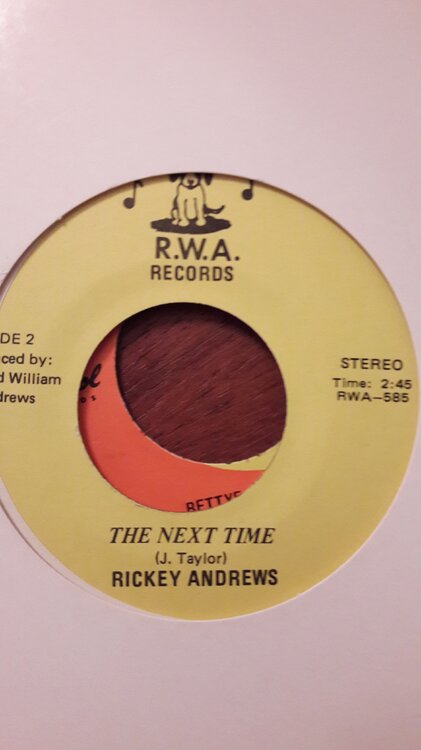 R.W.A.
RECORDS
DE 2
ced by:
d William
drews
STEREO
Time: 2:45
RWA-585
ol
BETTYE
THE NEXT TIME
(J. Taylor)
RICKEY ANDREWS